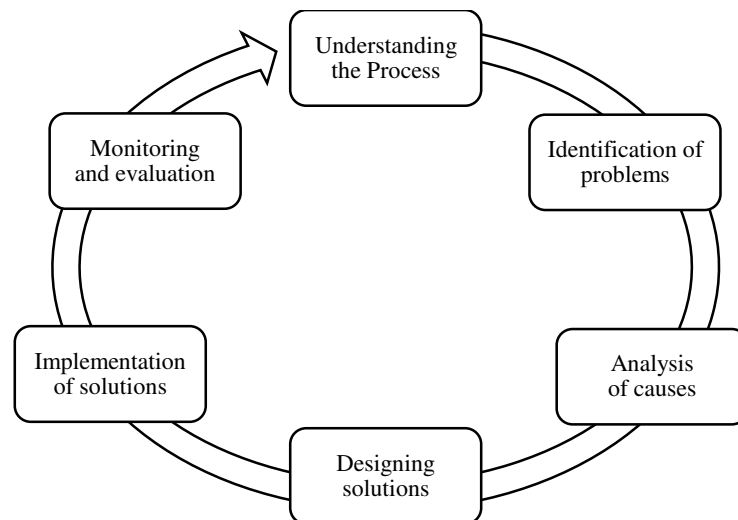 Understanding
the Process
Identification of
problems
Analysis
of causes
Designing
solutions
Implementation
of solutions
Monitoring
and evaluation